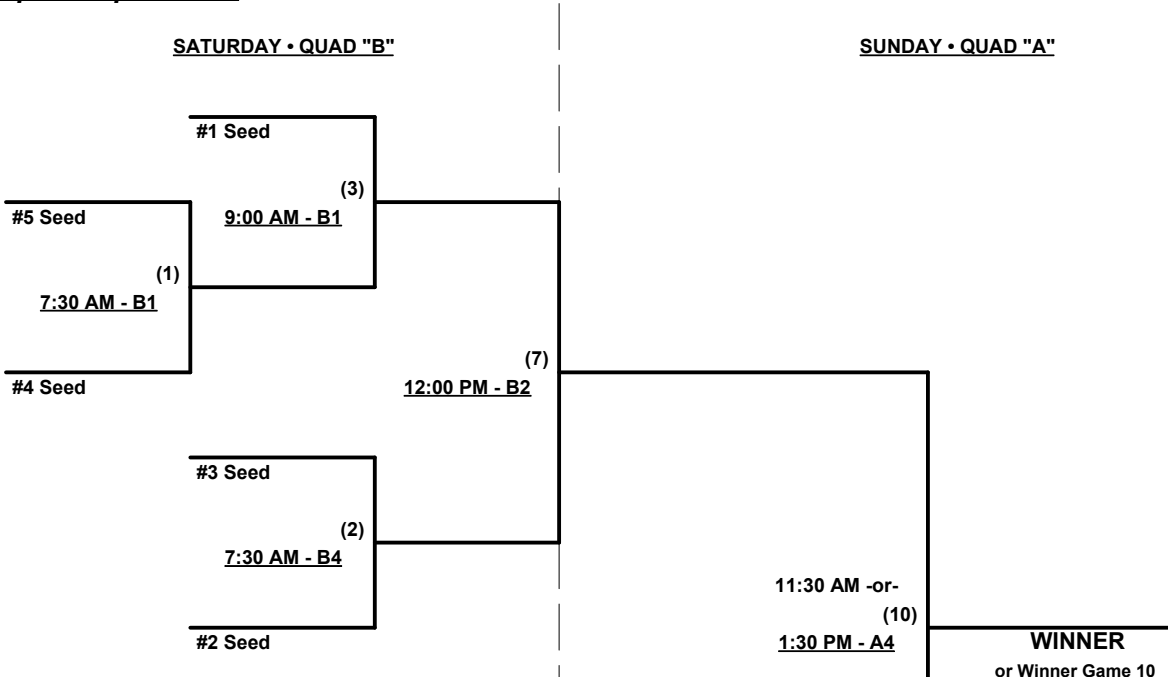 SATURDAY • QUAD "B"
SUNDAY • QUAD "A"
#1 Seed
(3)
#5 Seed
9:00 AM - B1
(1)
7:30 AM - B1
(7)
#4 Seed
12:00 PM - B2
#3 Seed
(2)
7:30 AM - B4
11:30 AM -or-
(10)
#2 Seed
1:30 PM - A4
WINNER
or Winner Game 10